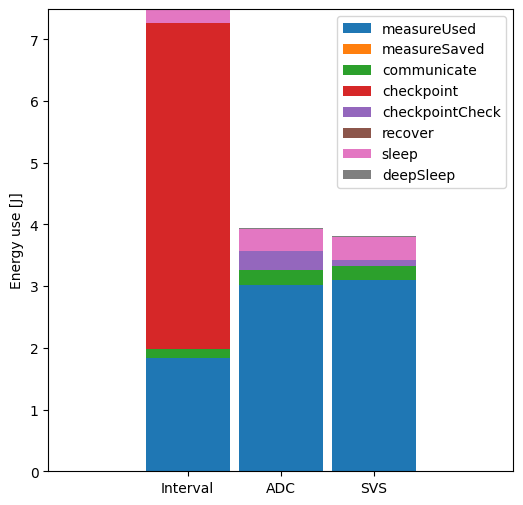 7
6
5
4
3
2
1
0
Energy use [J]
measureUsed
measureSaved
communicate
checkpoint
checkpointCheck
recover
sleep
deepSleep
Interval ADC SVS